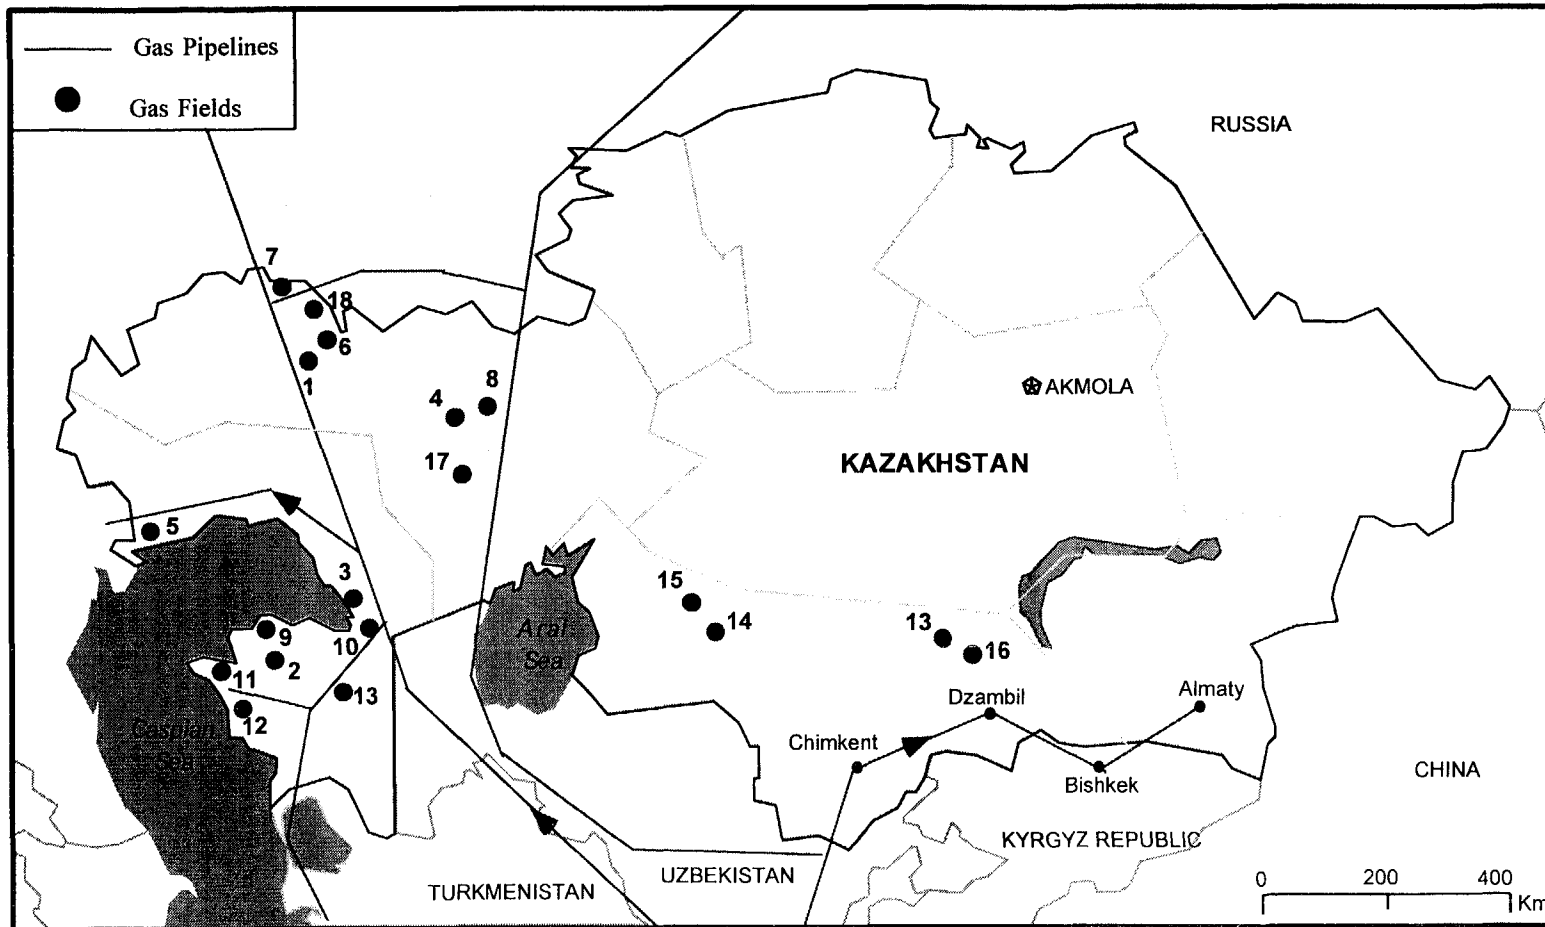 Gas Pipelines
Gas Fields
RUSSIA
7
18
6
1
8
4
AKMOLA
17
KAZAKHSTAN
5
3
15
9
10
14
13
16
Aral
Sea
2
11
13
12
Caspian
Sea
Dzambil
Almaty
Chimkent
Bishkek
CHINA
KYRGYZ REPUBLIC
UZBEKISTAN
TURKMENISTAN
0 200 400
Km